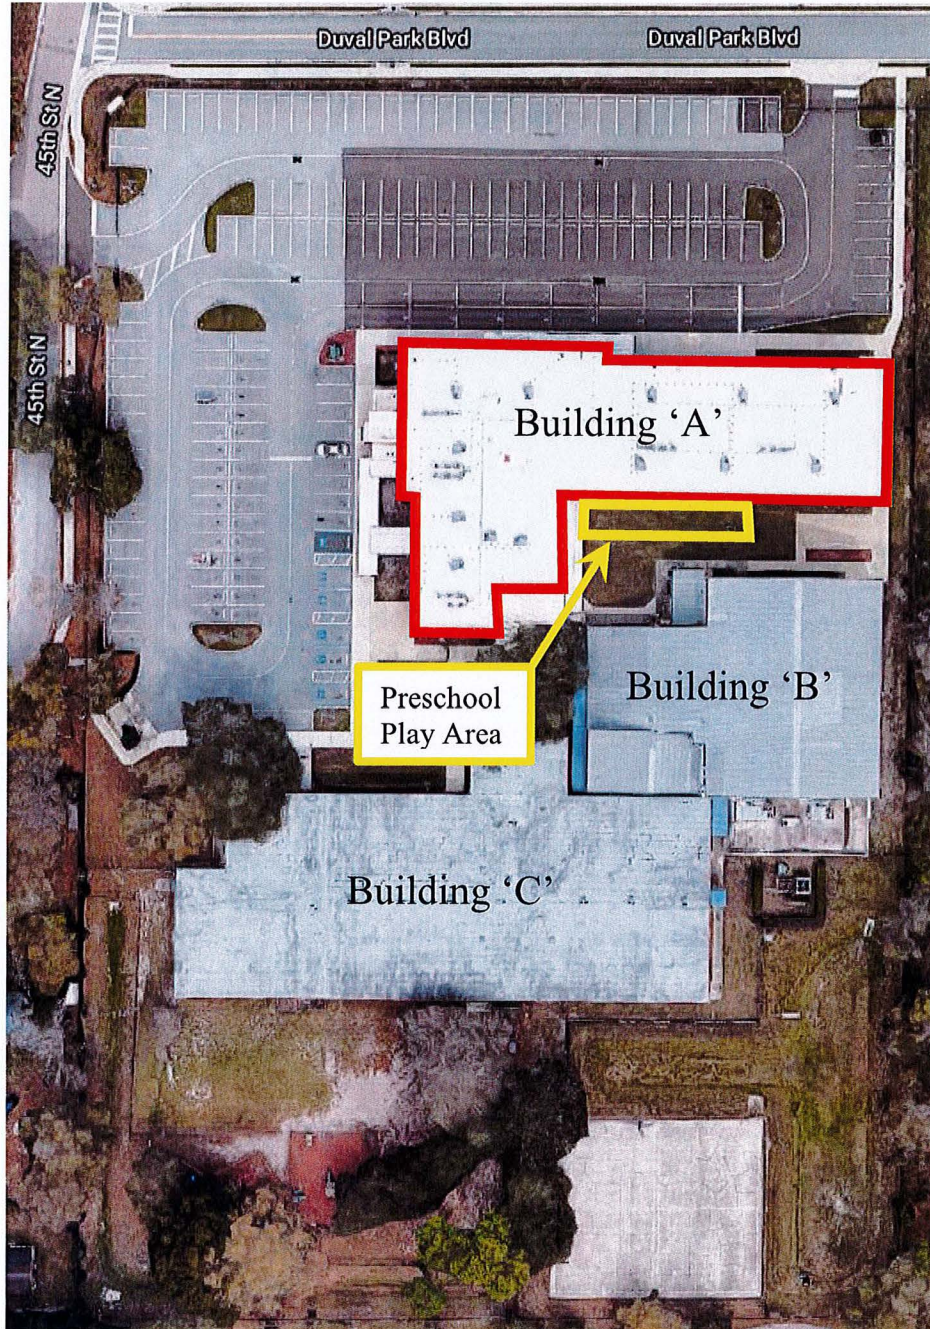 Duval Park Blvd
Duval Park Blvd
45th St N
45th St N
Building ‘A’
Preschool
Play Area
Building ‘B’
Building ‘C’